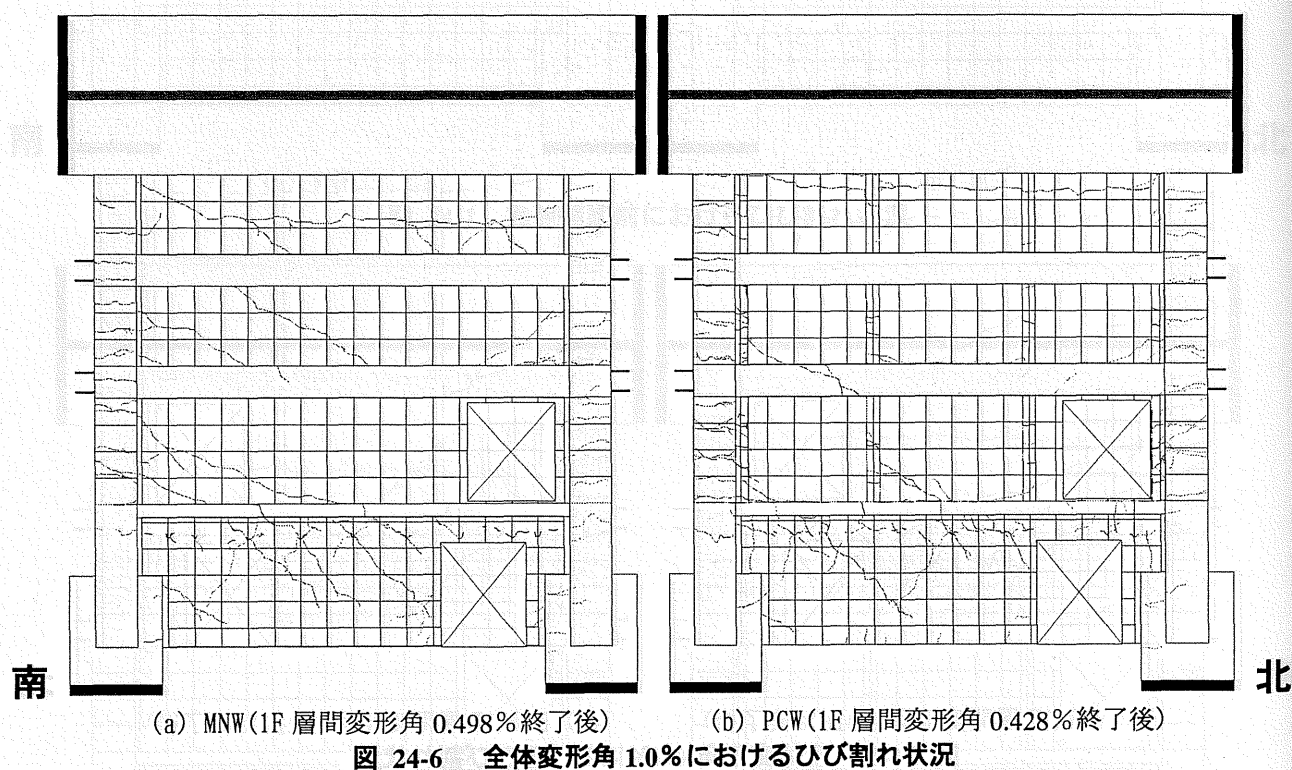 南
北
(a) MNW(1F 層間変形角 0.498%終了後)
(b) PCW(1F 層間変形角 0.428%終了後)
図 24-6 全体変形角 1.0%におけるひび割れ状況